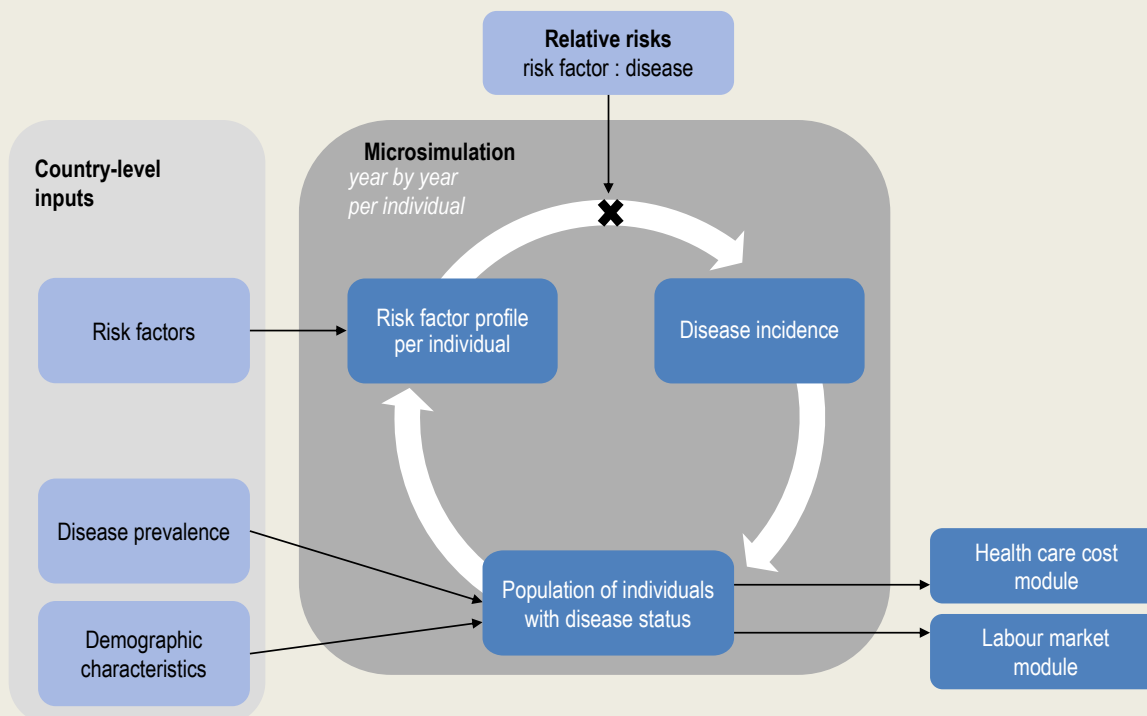 Relative risks
risk factor : disease
Country-level
inputs
Microsimulation
year by year
per individual
Risk factors
Risk factor profile
per individual
Disease incidence
Disease prevalence
Demographic
characteristics
Population of individuals
with disease status
Health care cost
module
Labour market
module